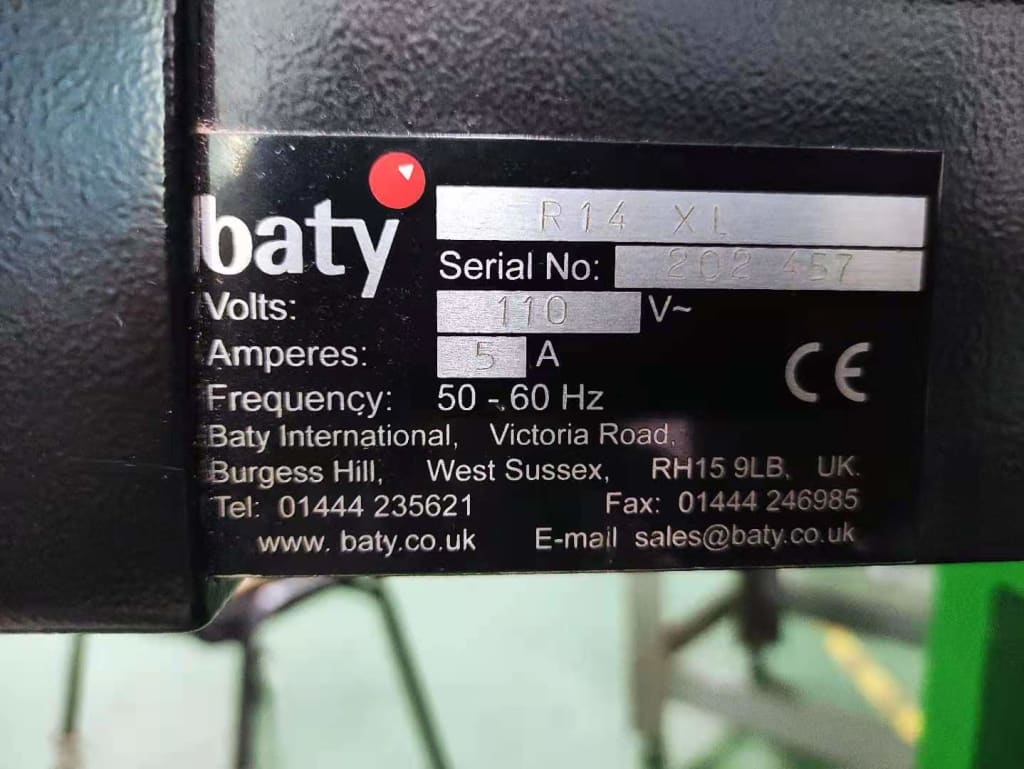 baty
R14 XL
Serial No: 202 457
Volts: 110 V~
Amperes: 5 A
Frequency: 50 - 60 Hz
CE
Baty International, Victoria Road,
Burgess Hill, West Sussex, RH15 9LB, UK.
Tel: 01444 235621 Fax: 01444 246985
www. baty.co.uk E-mail sales@baty.co.uk